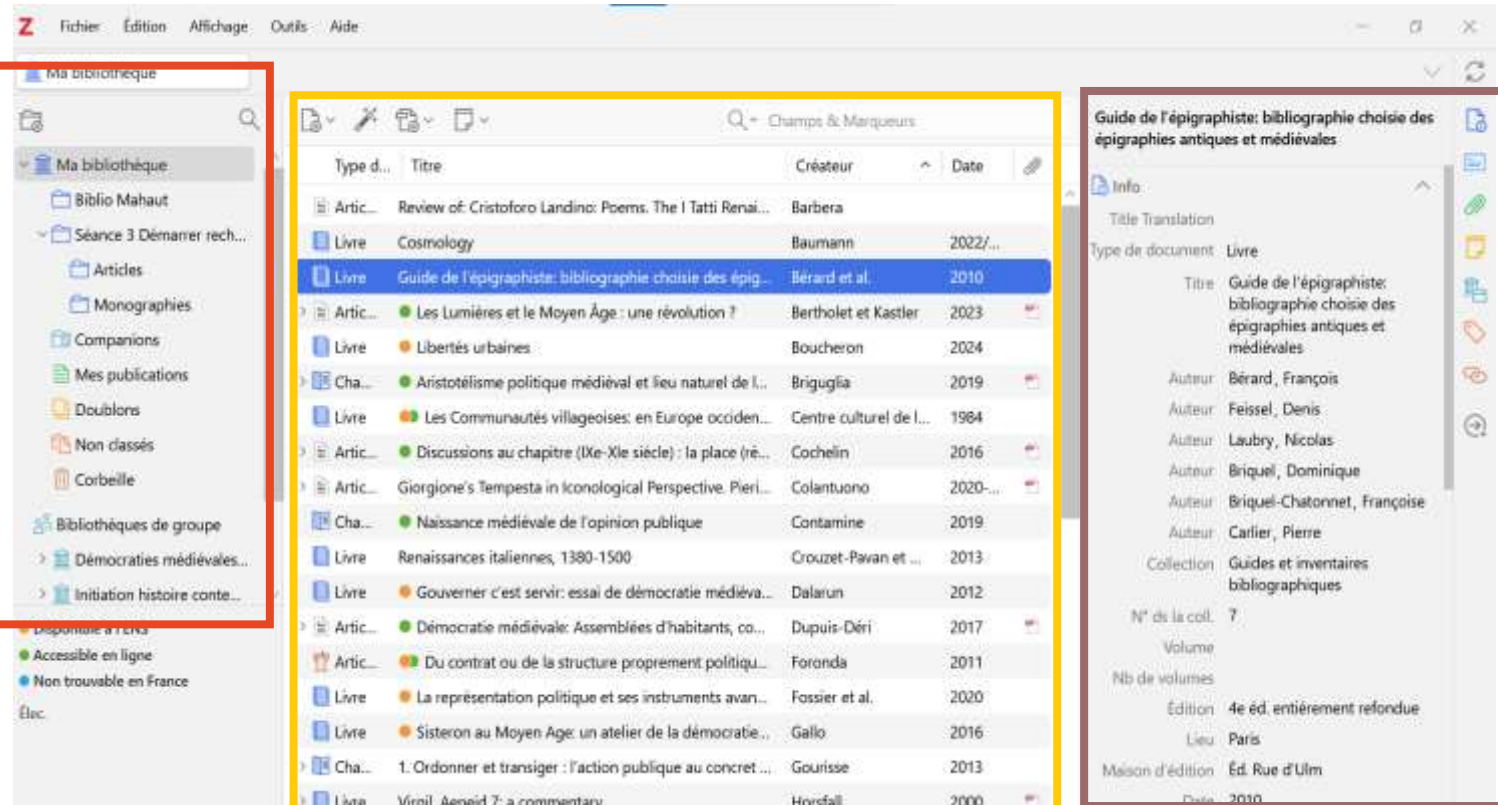 Z Fichier Édition Affichage Outils Aide
Ma bibliothèque
Champs & Marqueurs
Ma bibliothèque
Biblio Mahaut
Séance 3 Démarrer rech...
Articles
Monographies
Companions
Mes publications
Doublons
Non classés
Corbeille
Bibliothèques de groupe
Démocraties médiévales...
Initiation histoire conte...
Disponible à l'ENS
Accessible en ligne
Non trouvable en France
Élec.
Type d... Titre Créateur Date
Artic... Review of: Cristoforo Landino: Poems. The I Tatti Renai... Barbera
Livre Cosmology Baumann 2022/...
Livre Guide de l'épigraphiste: bibliographie choisie des épig... Bérard et al. 2010
Artic... Les Lumières et le Moyen Âge : une révolution ? Bertholet et Kastler 2023
Livre Libertés urbaines Boucheron 2024
Cha... Aristotélisme politique médiéval et lieu naturel de l... Briguglia 2019
Livre Les Communautés villageoises: en Europe occiden... Centre culturel de l... 1984
Artic... Discussions au chapitre (IXe-XIe siècle) : la place (ré... Cochelin 2016
Artic... Giorgione's Tempesta in Iconological Perspective. Pieri... Colantuono 2020-...
Cha... Naissance médiévale de l'opinion publique Contamine 2019
Livre Renaissances italiennes, 1380-1500 Crouzet-Pavan et ... 2013
Livre Gouverner c'est servir: essai de démocratie médiéva... Dalarun 2012
Artic... Démocratie médiévale: Assemblées d'habitants, co... Dupuis-Déri 2017
Artic... Du contrat ou de la structure proprement politiqu... Foronda 2011
Livre La représentation politique et ses instruments avan... Fossier et al. 2020
Livre Sisteron au Moyen Age: un atelier de la démocratie... Gallo 2016
Cha... 1. Ordonner et transiger : l'action publique au concret ... Gourisse 2013
Livre Virgil, Aeneid 7: a commentary Horsfall 2000
Guide de l'épigraphiste: bibliographie choisie des
épigraphies antiques et médiévales
Info
Title Translation
Type de document Livre
Titre Guide de l'épigraphiste:
bibliographie choisie des
épigraphies antiques et
médiévales
Auteur Bérard, François
Auteur Feissel, Denis
Auteur Laubry, Nicolas
Auteur Briquel, Dominique
Auteur Briquel-Chatonnet, Françoise
Auteur Carlier, Pierre
Collection Guides et inventaires
bibliographiques
N° ds la coll. 7
Volume
Nb de volumes
Édition 4e éd. entièrement refondue
Lieu Paris
Maison d'édition Éd. Rue d'Ulm
Date 2010